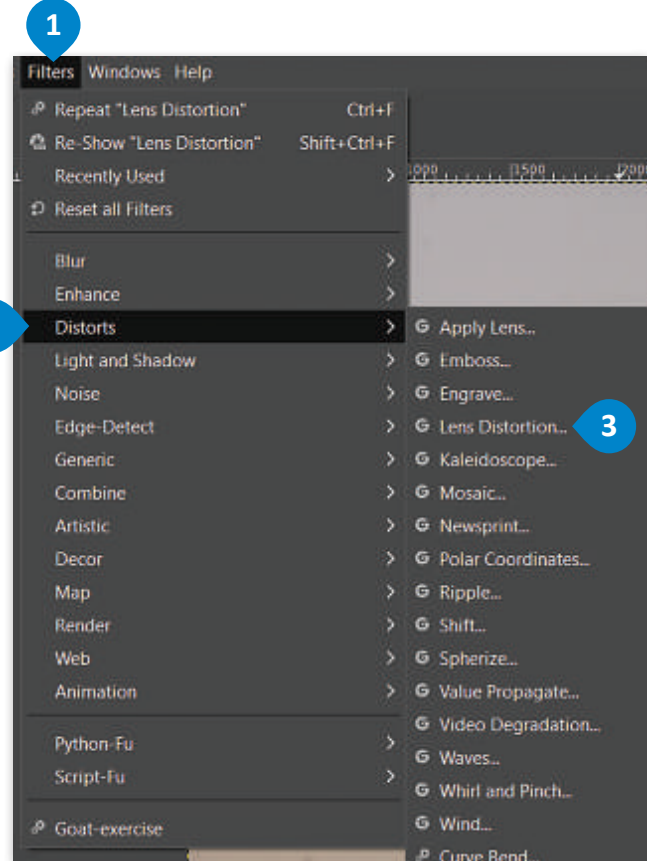 1
Filters Windows Help
Repeat "Lens Distortion" Ctrl+F
Re-Show "Lens Distortion" Shift+Ctrl+F
Recently Used >
Reset all Filters
1000 1500 2000
Blur >
Enhance >
Distorts >
Light and Shadow >
Noise >
Edge-Detect >
Generic >
Combine >
Artistic >
Decor >
Map >
Render >
Web >
Animation >
Python-Fu >
Script-Fu >
Goat-exercise
G Apply Lens...
G Emboss...
G Engrave...
G Lens Distortion... 3
G Kaleidoscope...
G Mosaic...
G Newsprint...
G Polar Coordinates...
G Ripple...
G Shift...
G Spherize...
G Value Propagate...
G Video Degradation...
G Waves...
G Whirl and Pinch...
G Wind...
Curve Bend...